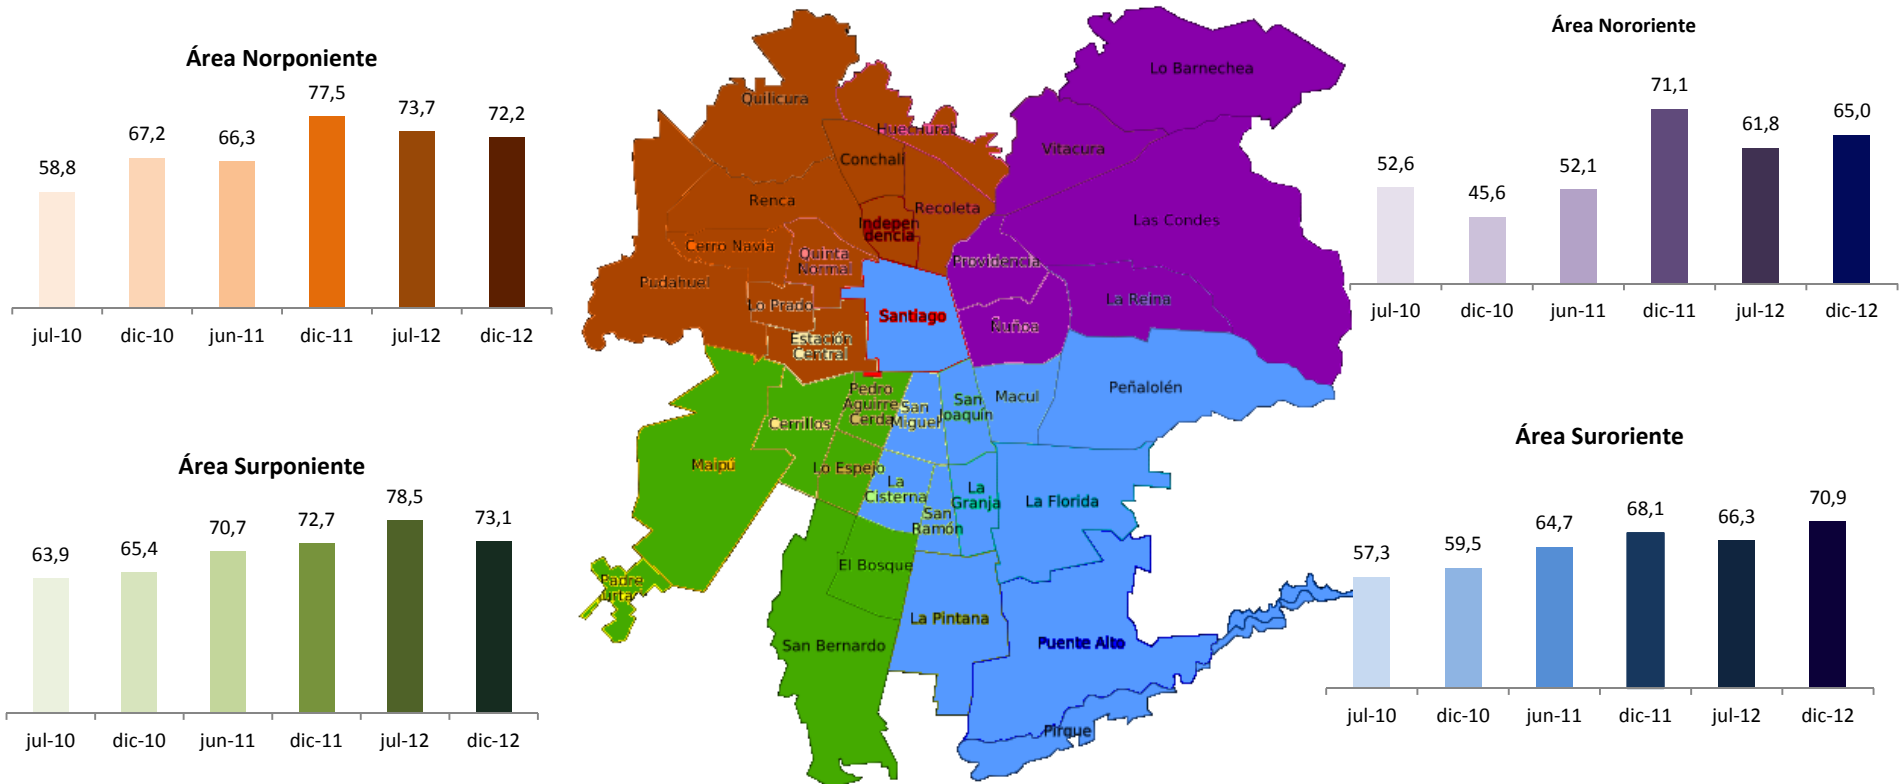 Área Norponiente
58,8
67,2
66,3
77,5
73,7
72,2
jul-10
dic-10
jun-11
dic-11
jul-12
dic-12
Área Nororiente
52,6
45,6
52,1
71,1
61,8
65,0
jul-10
dic-10
jun-11
dic-11
jul-12
dic-12
Lo Barnechea
Quilicura
Huechurat
Vitacura
Conchalí
Renca
Recoleta
Indepen
dencia
Las Condes
Cerro Navia
Quinta
Normal
Providencia
Pudahuel
Lo Prado
La Reina
Santiago
Ñuñoa
Estación
Central
Peñalolén
Pedro
Aguirre
Cerda
San
Miguel
San
Joaquín
Macul
Cerrillos
Maipú
Lo Espejo
La
Cisterna
La
Granja
La Florida
San
Ramón
El Bosque
Padre
urta
La Pintana
San Bernardo
Puente Alto
Pirque
Área Surponiente
63,9
65,4
70,7
72,7
78,5
73,1
jul-10
dic-10
jun-11
dic-11
jul-12
dic-12
Área Suroriente
57,3
59,5
64,7
68,1
66,3
70,9
jul-10
dic-10
jun-11
dic-11
jul-12
dic-12